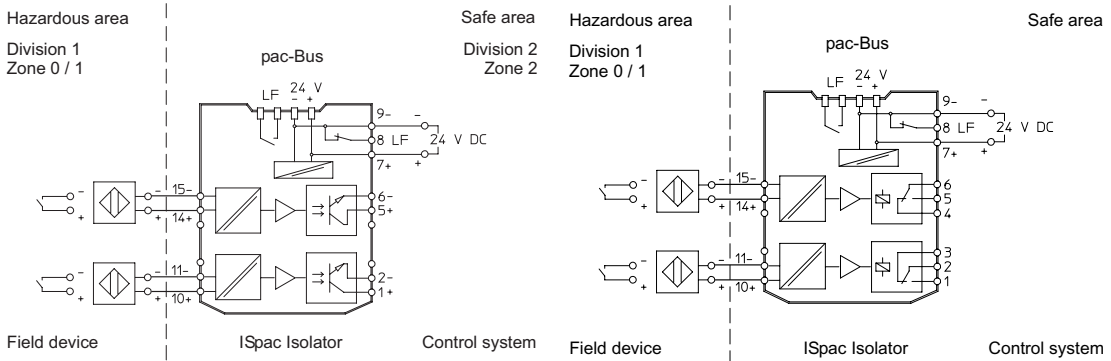 Hazardous area
Safe area
Division 1
Zone 0 / 1
Division 2
Zone 2
pac-Bus
LF
24 V
- +
9-
8 LF
7+
-
+
24 V DC
- 15-
+ 14+
-
+
6-
5+
- 11-
+ 10+
-
+
2-
1+
Field device
ISpac Isolator
Control system
Hazardous area
Safe area
Division 1
Zone 0 / 1
pac-Bus
LF
24 V
- +
9-
8 LF
7+
-
+
24 V DC
- 15-
+ 14+
-
+
6
5
4
- 11-
+ 10+
-
+
3
2
1
Field device
ISpac Isolator
Control system